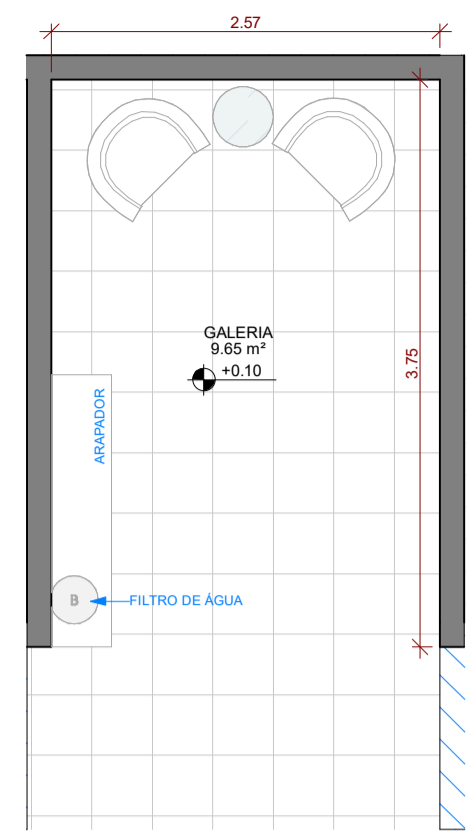 2.57
GALERIA
9.65 m²
+0.10
3.75
ARAPADOR
B
FILTRO DE ÁGUA